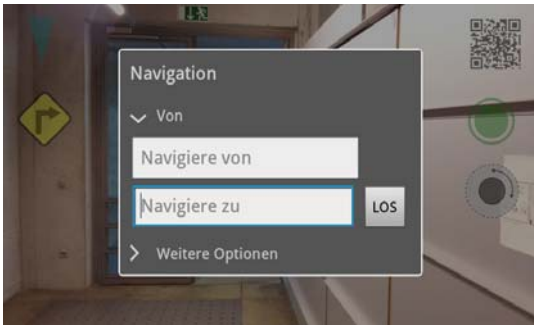 Navigation
Von
Navigiere von
Navigiere zu
LOS
Weitere Optionen